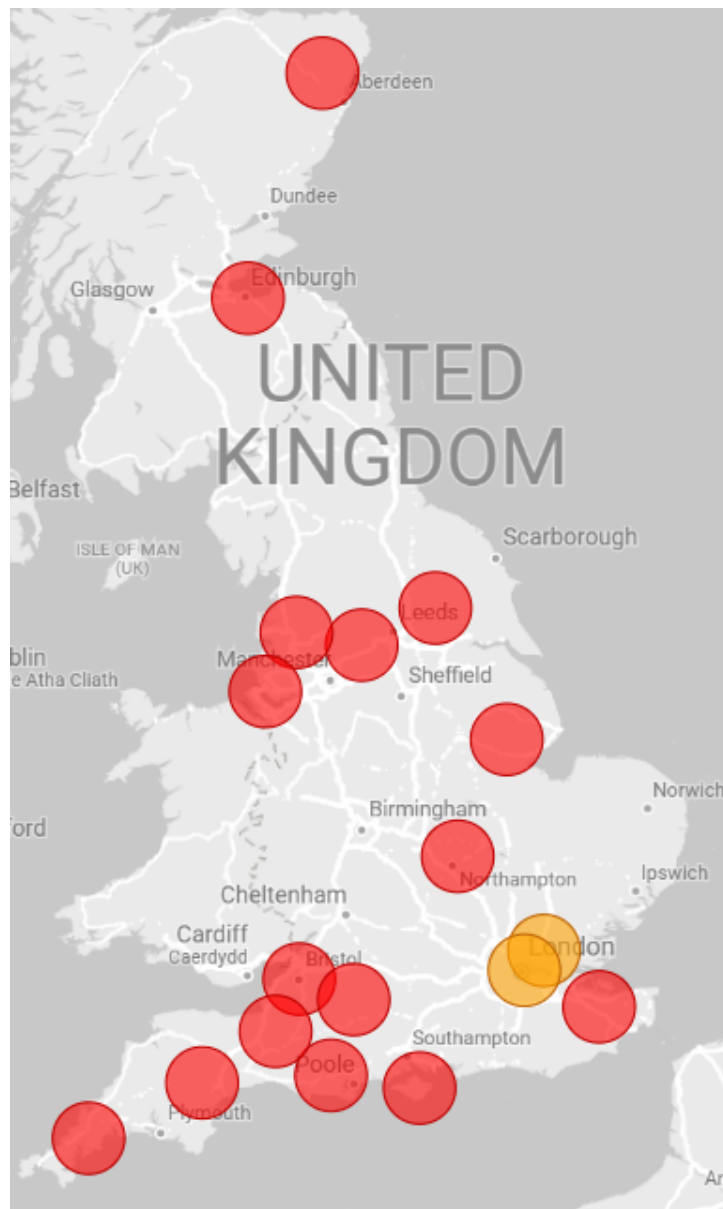 Aberdeen
Dundee
Edinburgh
Glasgow
UNITED
KINGDOM
Belfast
Scarborough
ISLE OF MAN
(UK)
Leeds
blin
e Atha Cliath
Manchester
Sheffield
Norwich
ford
Birmingham
Ipswich
Northampton
Cheltenham
Cardiff
Caerdydd
London
Bristol
Southampton
Poole
Plymouth
Ar